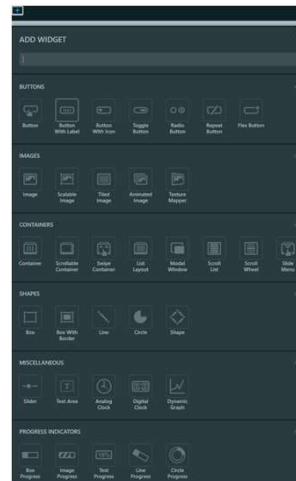 ADD WIDGET
BUTTONS
Button
Button With Label
Button With Icon
Toggle Button
Radio Button
Repeat Button
Flex Button
IMAGES
Image
Scalable Image
Tiled Image
Animated Image
Texture Mapper
CONTAINERS
Container
Scrollable Container
Swipe Container
List Layout
Modal Window
Scroll List
Scroll Wheel
Slide Menu
SHAPES
Box
Box With Border
Line
Circle
Shape
MISCELLANEOUS
Slider
Text Area
Analog Clock
Digital Clock
Dynamic Graph
PROGRESS INDICATORS
Box Progress
Image Progress
Text Progress
Line Progress
Circle Progress